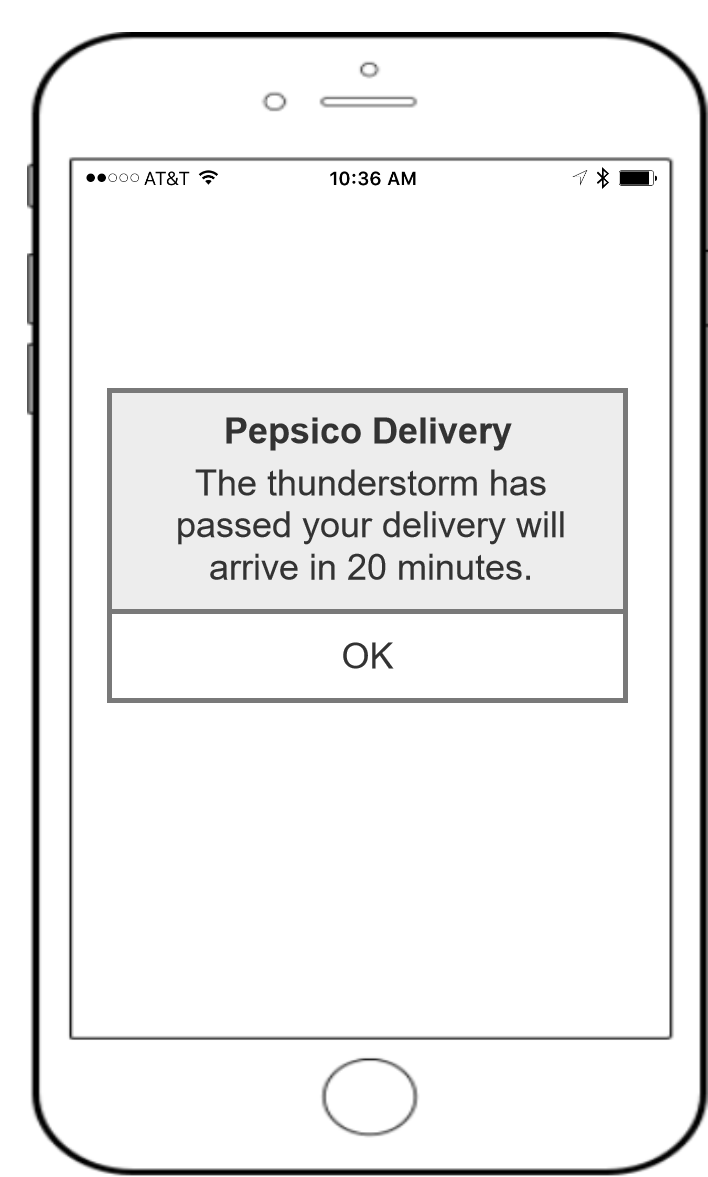 AT&T 10:36 AM
Pepsico Delivery
The thunderstorm has
passed your delivery will
arrive in 20 minutes.
OK